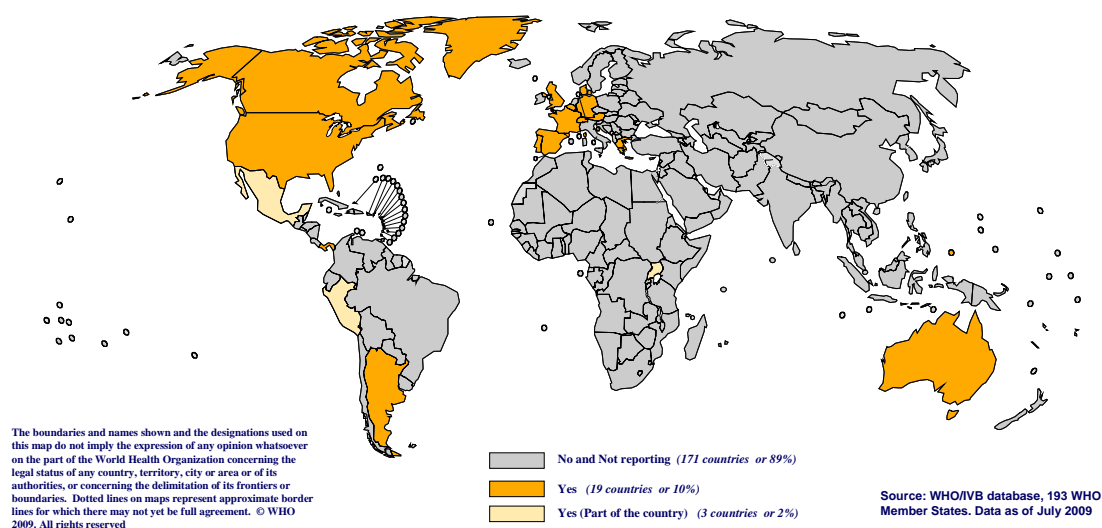 The boundaries and names shown and the designations used on
this map do not imply the expression of any opinion whatsoever
on the part of the World Health Organization concerning the
legal status of any country, territory, city or area or of its
authorities, or concerning the delimitation of its frontiers or
boundaries.  Dotted lines on maps represent approximate border
lines for which there may not yet be full agreement.  © WHO
2009. All rights reserved
No and Not reporting (171 countries or 89%)
Yes (19 countries or 10%)
Yes (Part of the country) (3 countries or 2%)
Source: WHO/IVB database, 193 WHO
Member States. Data as of July 2009